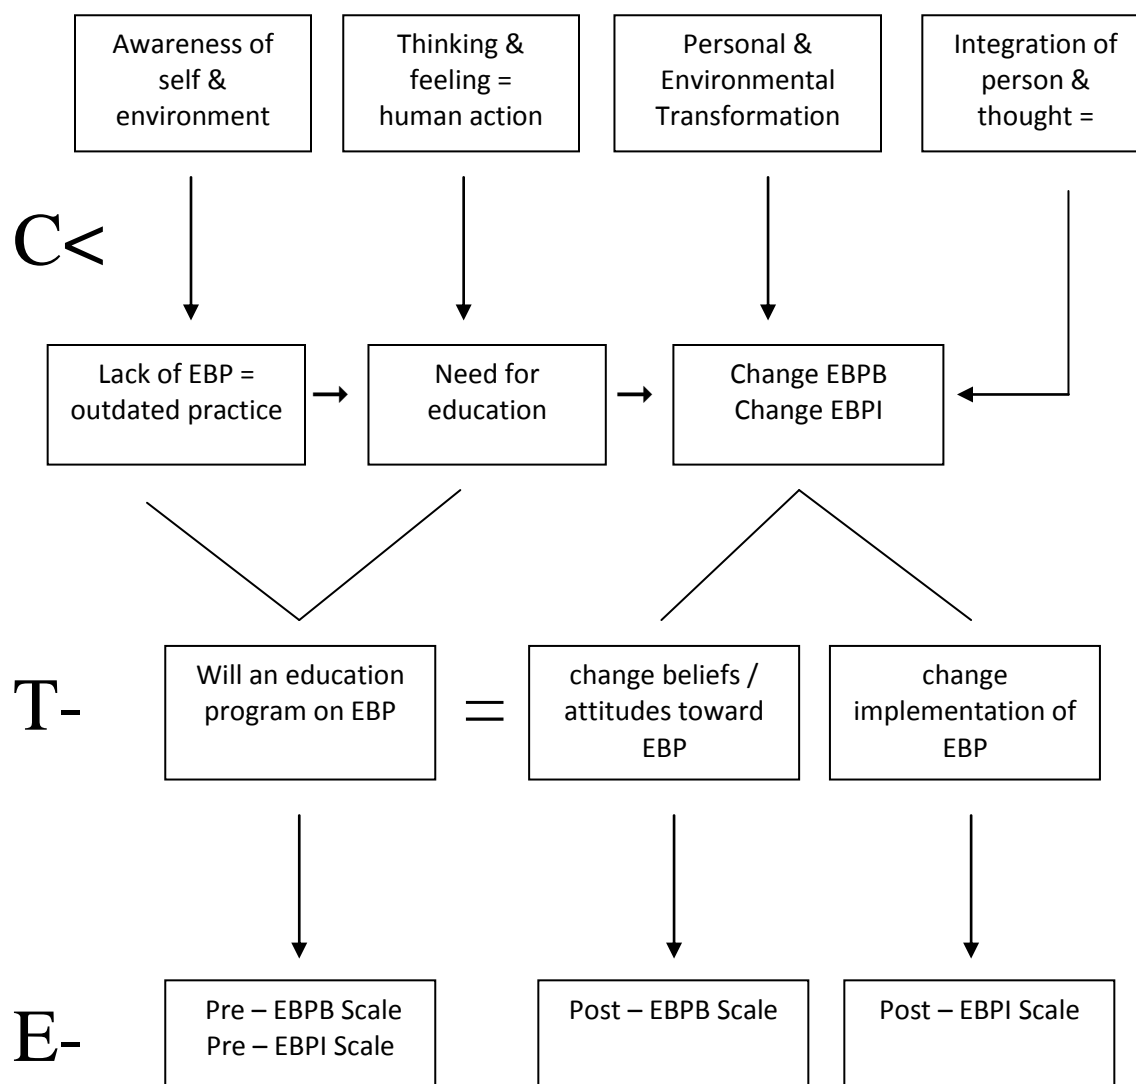 Awareness of
self &
environment
Thinking &
feeling =
human action
Personal &
Environmental
Transformation
Integration of
person &
thought =
C<
Lack of EBP =
outdated practice
Need for
education
Change EBPB
Change EBPI
T-
Will an education
program on EBP
=
change beliefs /
attitudes toward
EBP
change
implementation of
EBP
E-
Pre – EBPB Scale
Pre – EBPI Scale
Post – EBPB Scale
Post – EBPI Scale